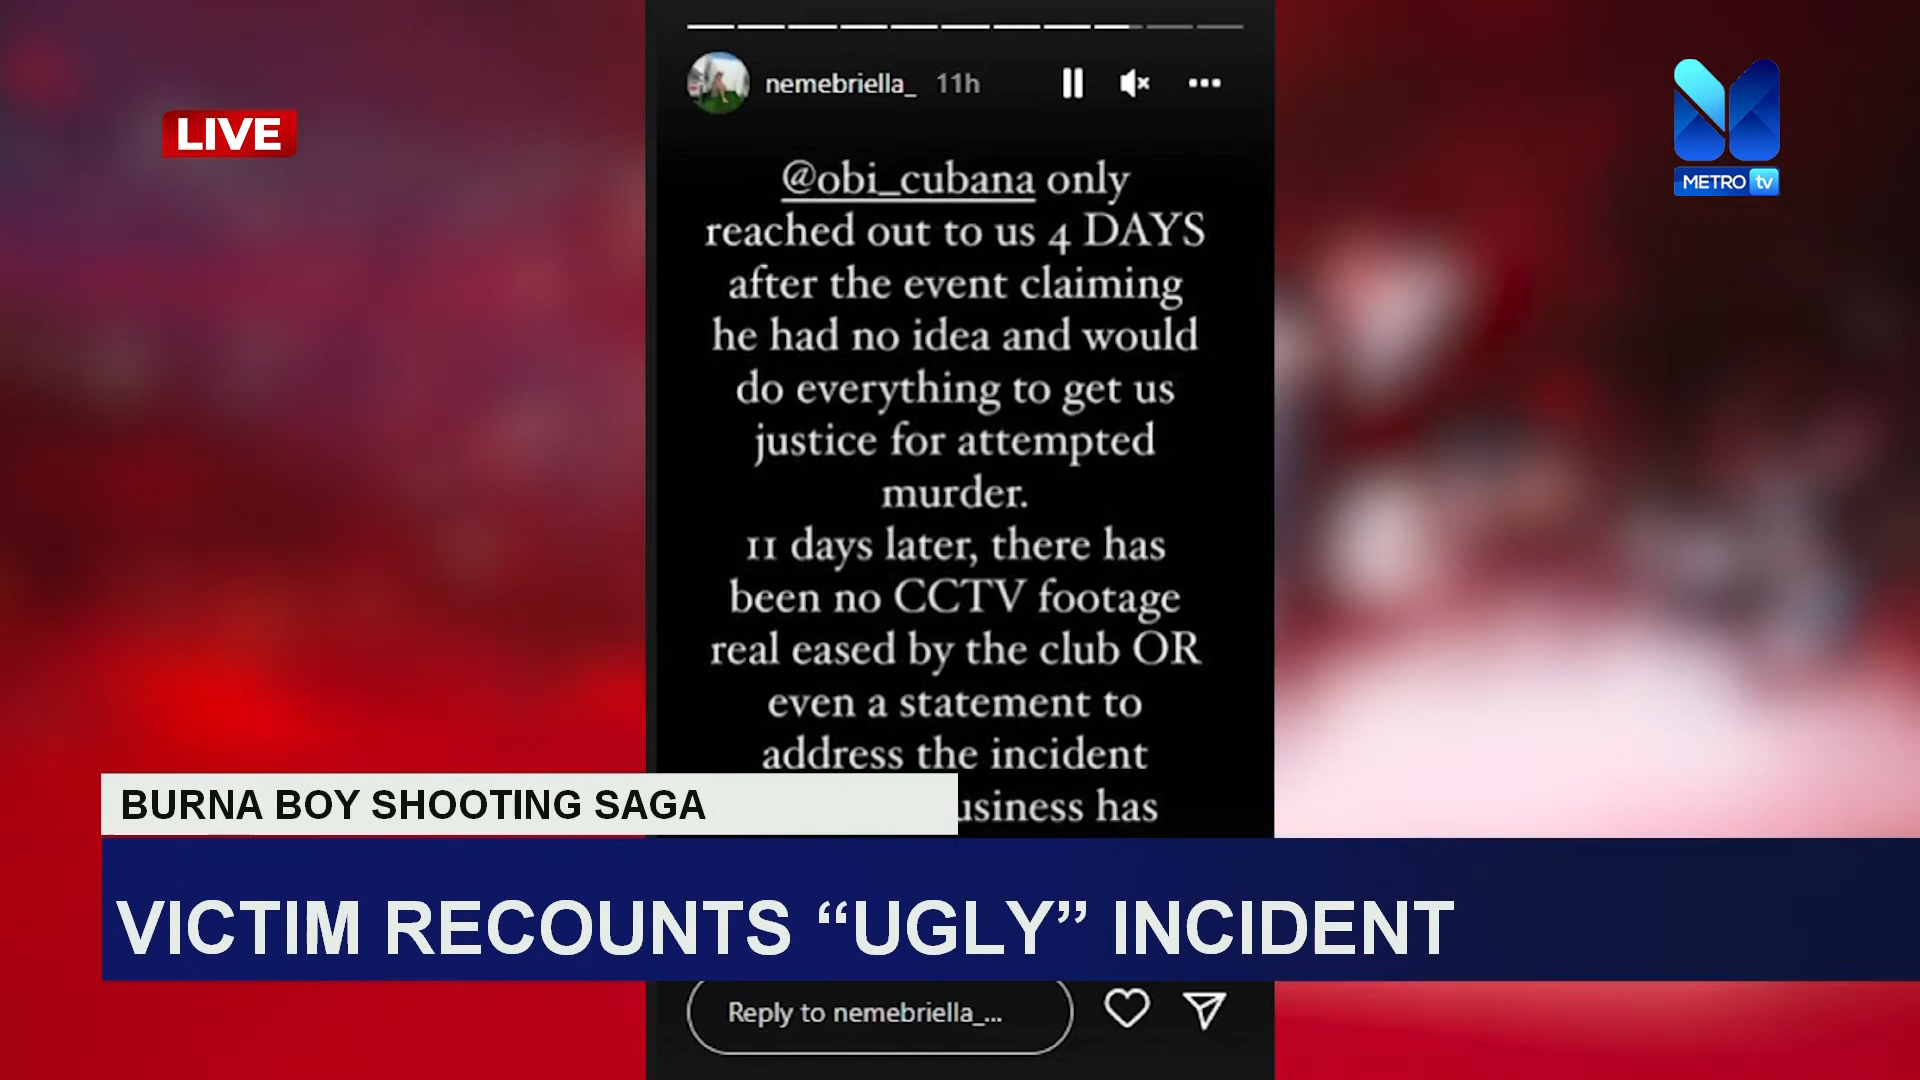 nemebriella_ 11h
LIVE
METRO tv
@obi_cubana only
reached out to us 4 DAYS
after the event claiming
he had no idea and would
do everything to get us
justice for attempted
murder.
11 days later, there has
been no CCTV footage
real eased by the club OR
even a statement to
address the incident
has
BURNA BOY SHOOTING SAGA
VICTIM RECOUNTS “UGLY” INCIDENT
Reply to nemebriella_...